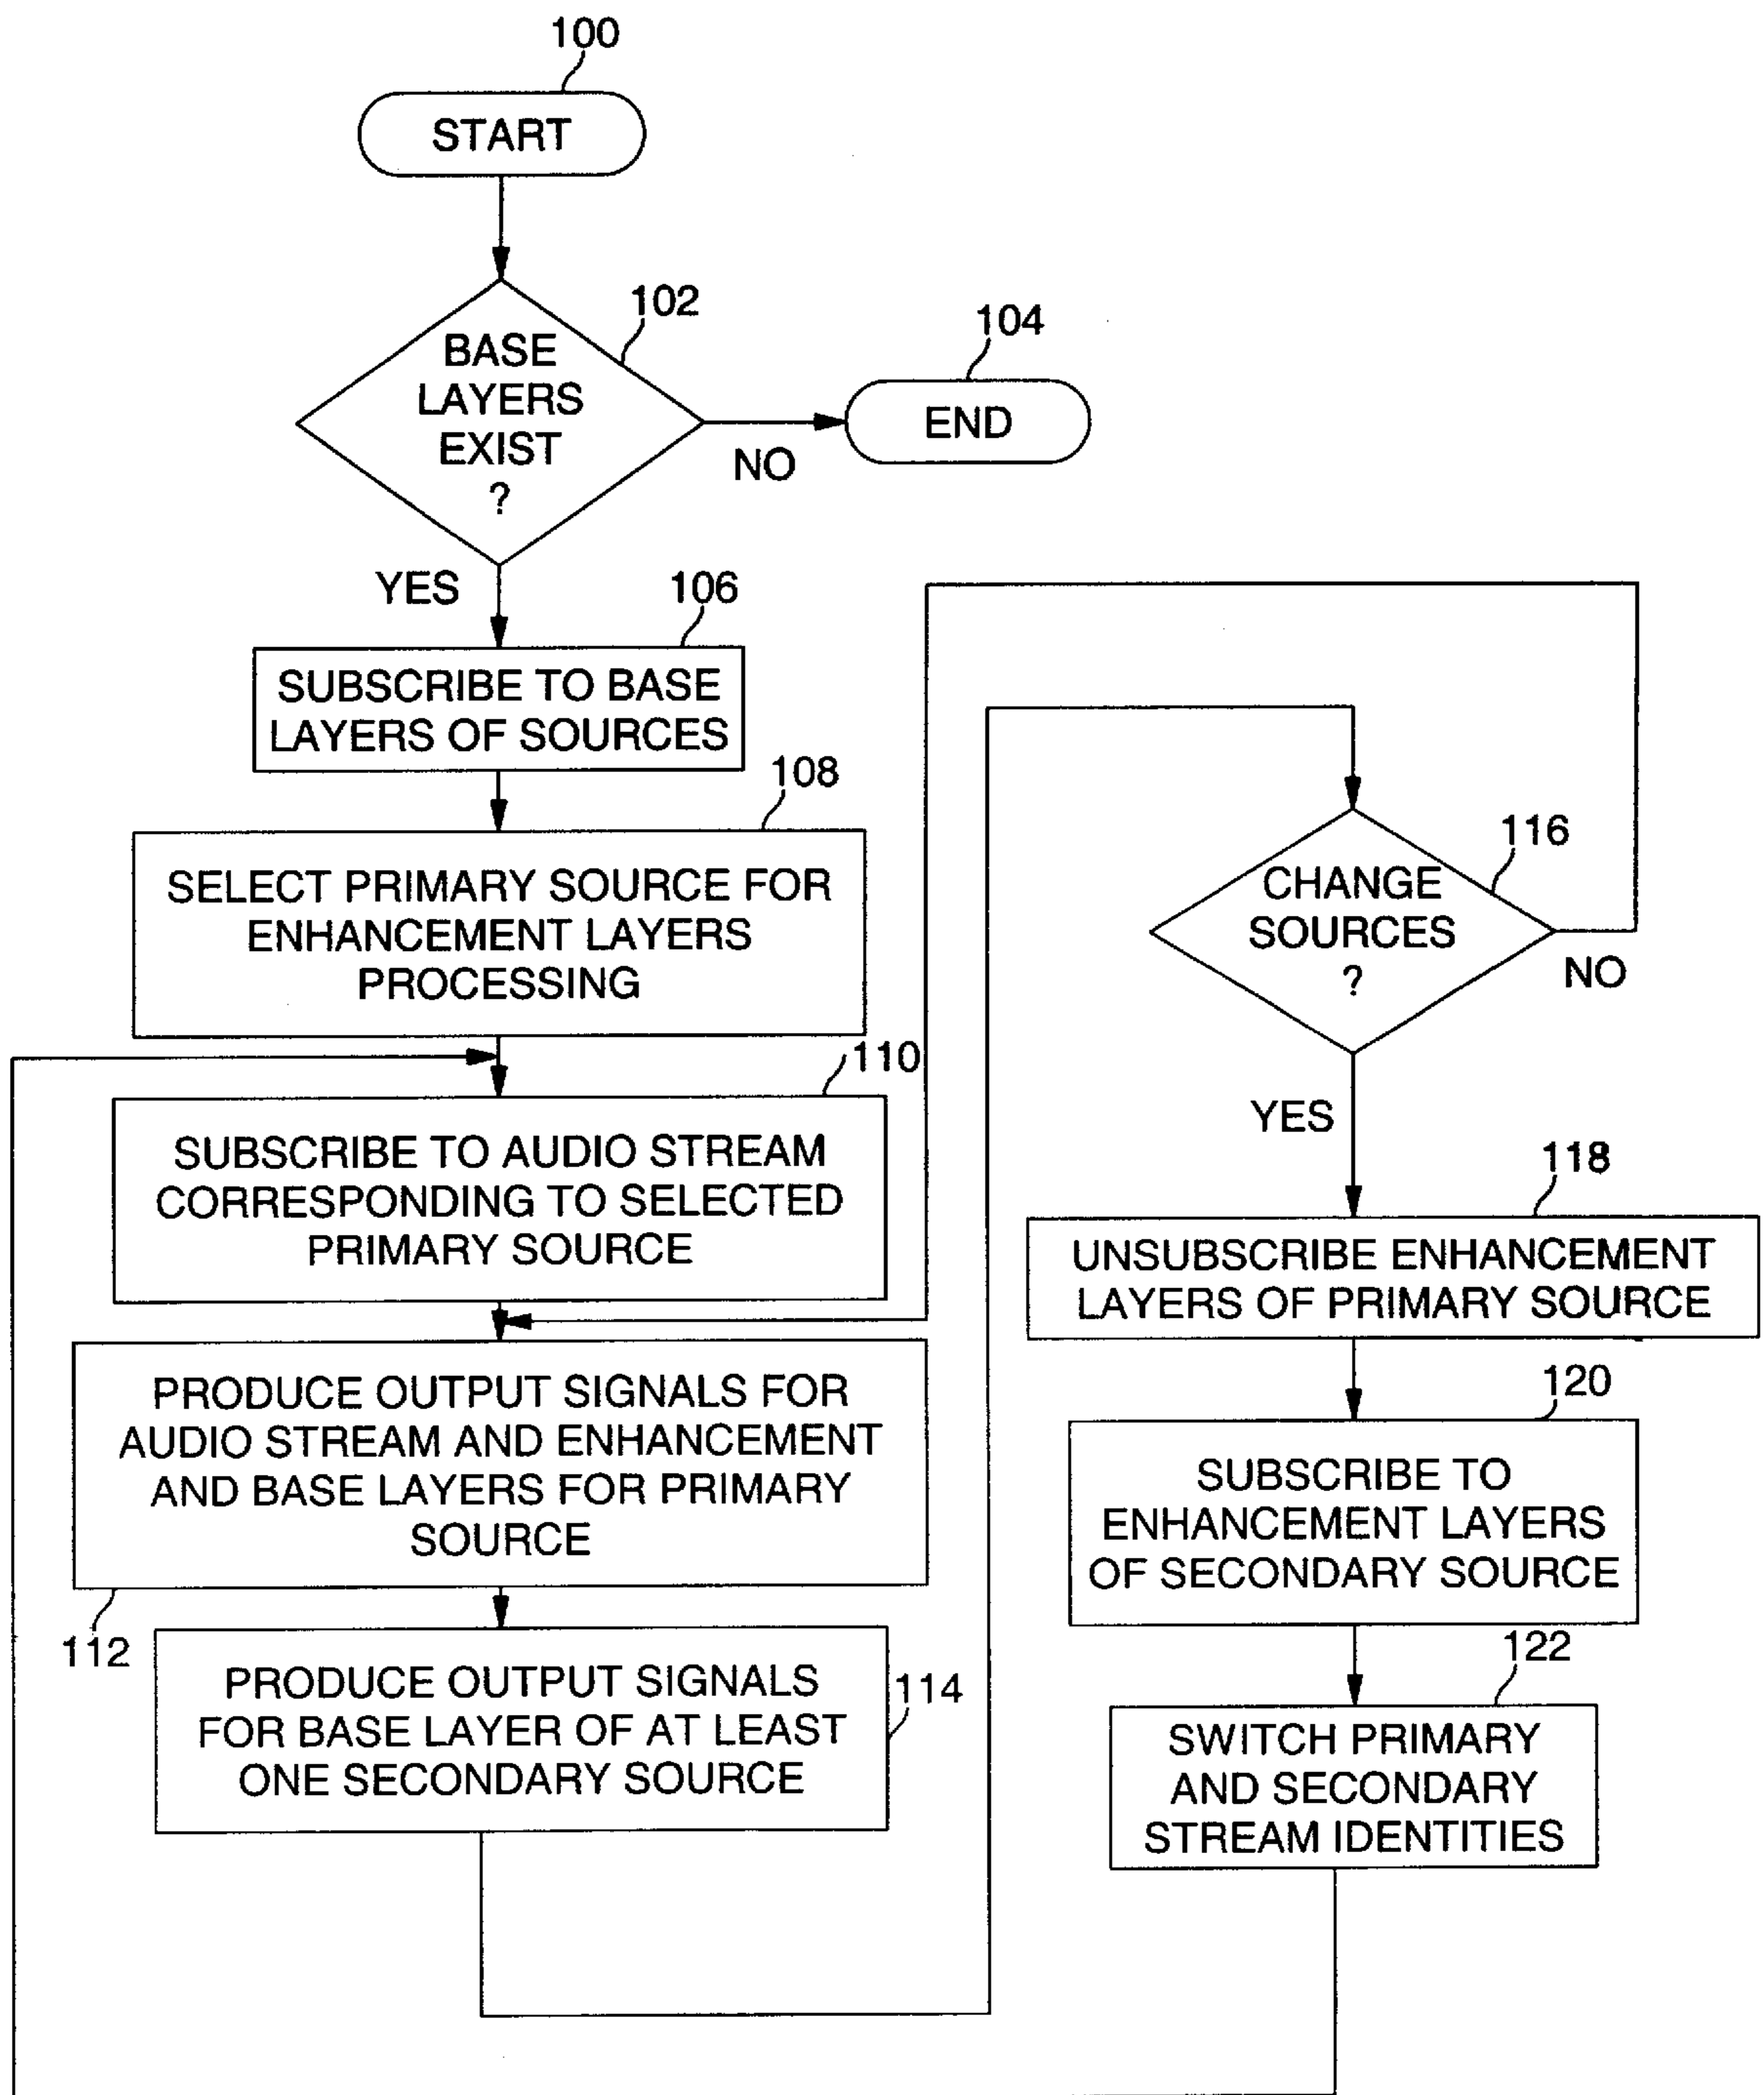 100
START
102
BASE
LAYERS
EXIST
?
104
END
NO
YES
106
SUBSCRIBE TO BASE
LAYERS OF SOURCES
108
SELECT PRIMARY SOURCE FOR
ENHANCEMENT LAYERS
PROCESSING
110
SUBSCRIBE TO AUDIO STREAM
CORRESPONDING TO SELECTED
PRIMARY SOURCE
PRODUCE OUTPUT SIGNALS FOR
AUDIO STREAM AND ENHANCEMENT
AND BASE LAYERS FOR PRIMARY
SOURCE
112
PRODUCE OUTPUT SIGNALS
FOR BASE LAYER OF AT LEAST
ONE SECONDARY SOURCE
114
116
CHANGE
SOURCES
?
NO
YES
118
UNSUBSCRIBE ENHANCEMENT
LAYERS OF PRIMARY SOURCE
120
SUBSCRIBE TO
ENHANCEMENT LAYERS
OF SECONDARY SOURCE
122
SWITCH PRIMARY
AND SECONDARY
STREAM IDENTITIES